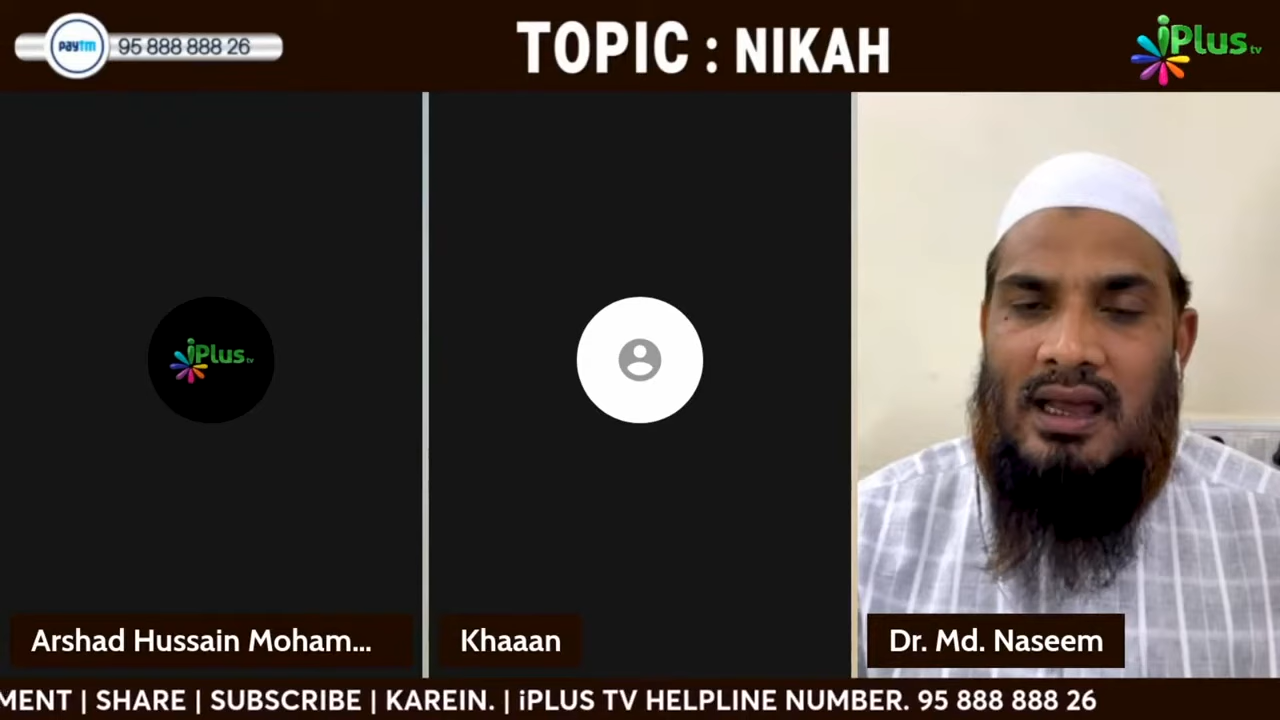 paytm 95 888 888 26
TOPIC : NIKAH
iPlus tv
iPlus tv
Arshad Hussain Moham...
Khaaan
Dr. Md. Naseem
MENT | SHARE | SUBSCRIBE | KAREIN. | iPLUS TV HELPLINE NUMBER. 95 888 888 26